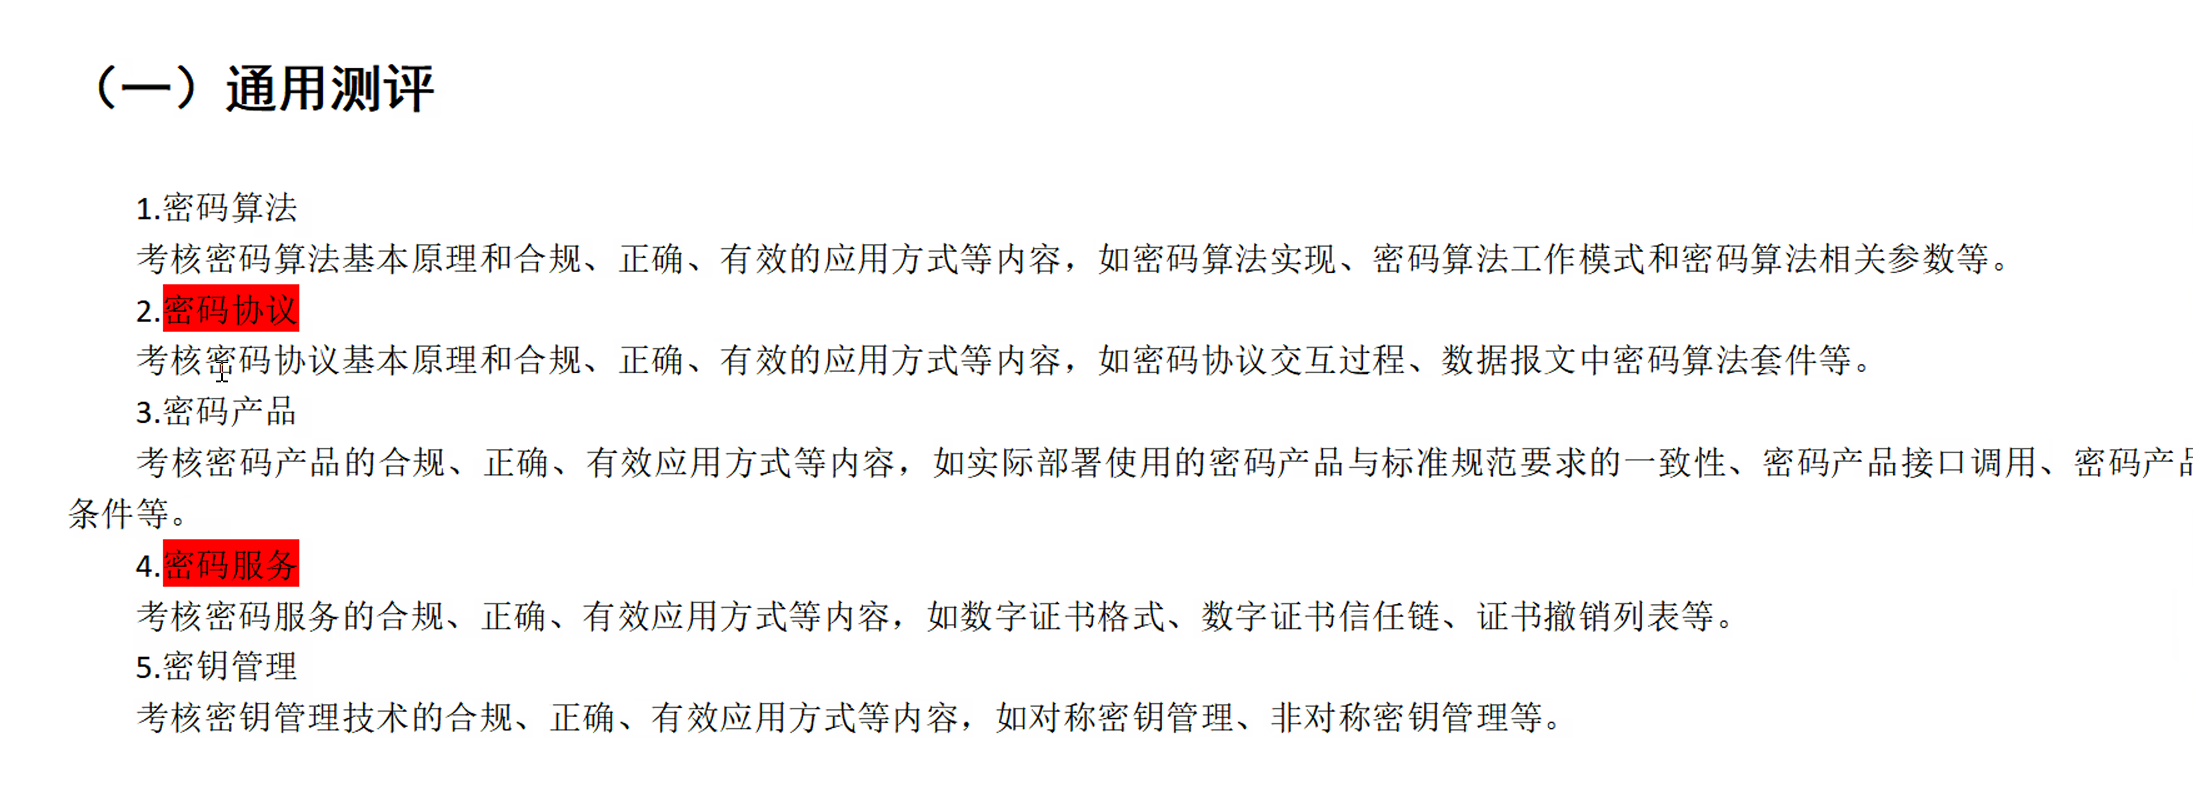 （一）通用测评
1.密码算法
考核密码算法基本原理和合规、正确、有效的应用方式等内容，如密码算法实现、密码算法工作模式和密码算法相关参数等。
2.密码协议
考核密码协议基本原理和合规、正确、有效的应用方式等内容，如密码协议交互过程、数据报文中密码算法套件等。
3.密码产品
考核密码产品的合规、正确、有效应用方式等内容，如实际部署使用的密码产品与标准规范要求的一致性、密码产品接口调用、密码产品
条件等。
4.密码服务
考核密码服务的合规、正确、有效应用方式等内容，如数字证书格式、数字证书信任链、证书撤销列表等。
5.密钥管理
考核密钥管理技术的合规、正确、有效应用方式等内容，如对称密钥管理、非对称密钥管理等。